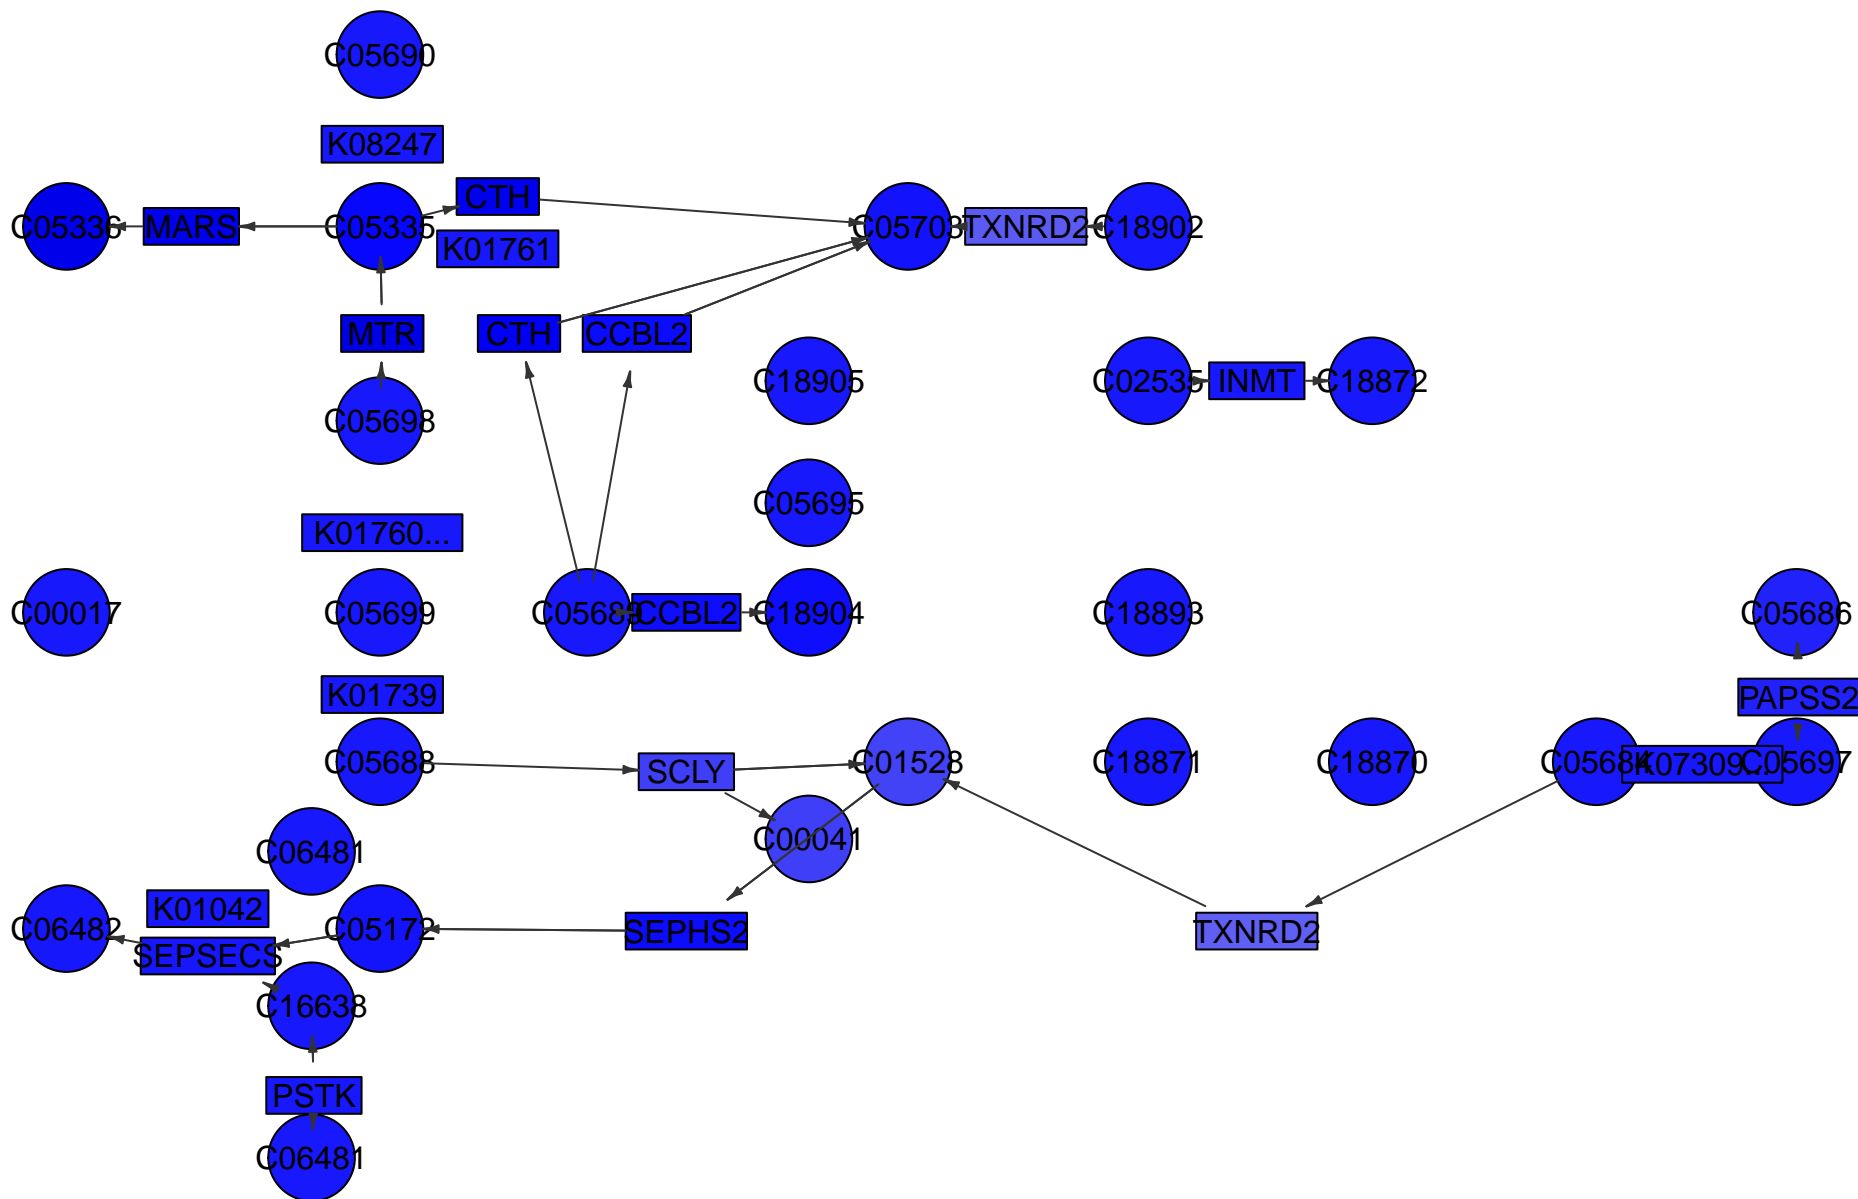 C05690
K08247
CTH
C05336
MARS
C05335
C05703
TXNRD2
C18902
K01761
MTR
CTH
CCBL2
C18905
C02535
INMT
C18872
C05698
C05695
K01760...
C00017
C05699
C05689
CCBL2
C18904
C18893
C05686
K01739
PAPSS2
C05688
SCLY
C01528
C18871
C18870
C05684
K07309...
C05697
C00041
C06481
K01042
C06482
C05172
SEPHS2
TXNRD2
SEPSECS
C16638
PSTK
C06481